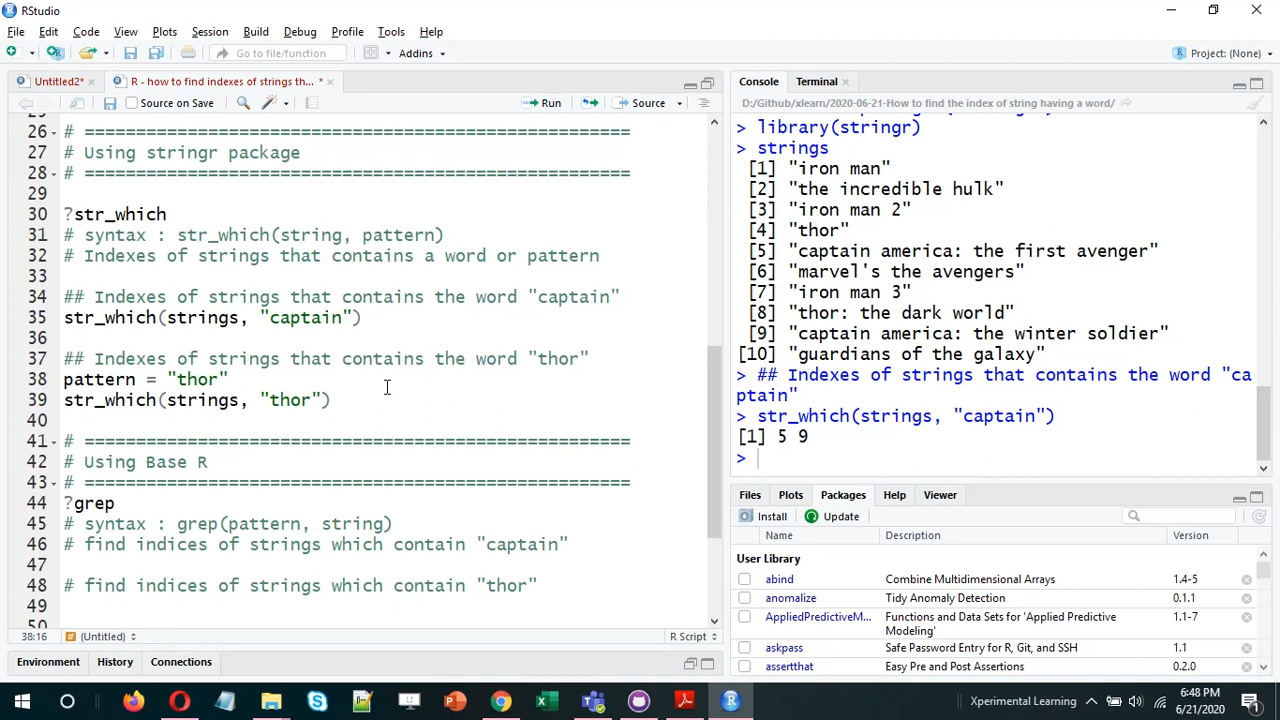 RStudio
File Edit Code View Plots Session Build Debug Profile Tools Help
Go to file/function
Addins
Project: (None)
Untitled2*
R - how to find indexes of strings th... *
Source on Save
Run
Source
26 # =====================================================
27 # Using stringr package
28 # =====================================================
29
30 ?str_which
31 # syntax : str_which(string, pattern)
32 # Indexes of strings that contains a word or pattern
33
34 ## Indexes of strings that contains the word "captain"
35 str_which(strings, "captain")
36
37 ## Indexes of strings that contains the word "thor"
38 pattern = "thor"
39 str_which(strings, "thor")
40
41 # =====================================================
42 # Using Base R
43 # =====================================================
44 ?grep
45 # syntax : grep(pattern, string)
46 # find indices of strings which contain "captain"
47
48 # find indices of strings which contain "thor"
49
50
38:16
(Untitled)
R Script
Environment History Connections
Console Terminal
D:/Github/xlearn/2020-06-21-How to find the index of string having a word/
> library(stringr)
> strings
[1] "iron man"
[2] "the incredible hulk"
[3] "iron man 2"
[4] "thor"
[5] "captain america: the first avenger"
[6] "marvel's the avengers"
[7] "iron man 3"
[8] "thor: the dark world"
[9] "captain america: the winter soldier"
[10] "guardians of the galaxy"
> ## Indexes of strings that contains the word "ca
ptain"
> str_which(strings, "captain")
[1] 5 9
>
Files Plots Packages Help Viewer
Install Update
Name Description Version
User Library
abind Combine Multidimensional Arrays 1.4-5
anomalize Tidy Anomaly Detection 0.1.1
AppliedPredictiveM... Functions and Data Sets for 'Applied Predictive 1.1-7
Modeling'
askpass Safe Password Entry for R, Git, and SSH 1.1
assertthat Easy Pre and Post Assertions 0.2.0
Xperimental Learning
6:48 PM
6/21/2020
1